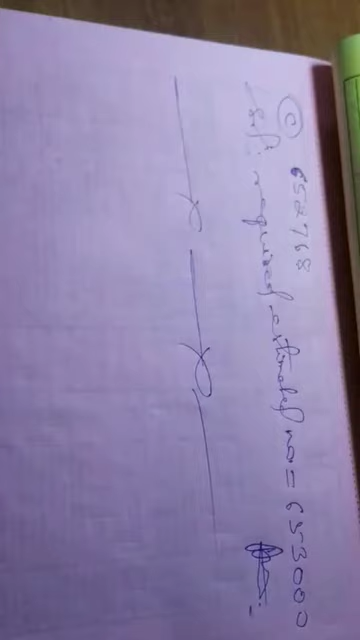 (c) 652768
Sol: required estimated no = 653000